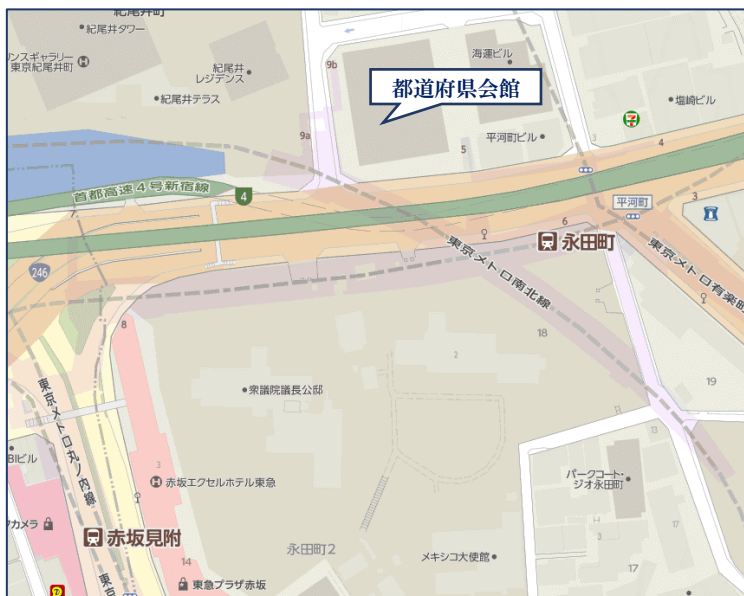 紀尾井町
紀尾井タワー
ンスギャラリー
東京紀尾井町
紀尾井
レジデンス
紀尾井テラス
9b
9a
海運ビル
都道府県会館
塩崎ビル
平河町ビル
5
3
4
7
首都高速4号新宿線
4
平河町
3
7
6
永田町
246
東京メトロ南北線
東京メトロ有楽町
8
18
2
衆議院議長公邸
19
13
東京メトロ丸ノ内線
BIビル
3
赤坂エクセルホテル東急
パークコート・
ジオ永田町
17
カメラ
赤坂見附
永田町2
メキシコ大使館
17
14
東急プラザ赤坂
東京